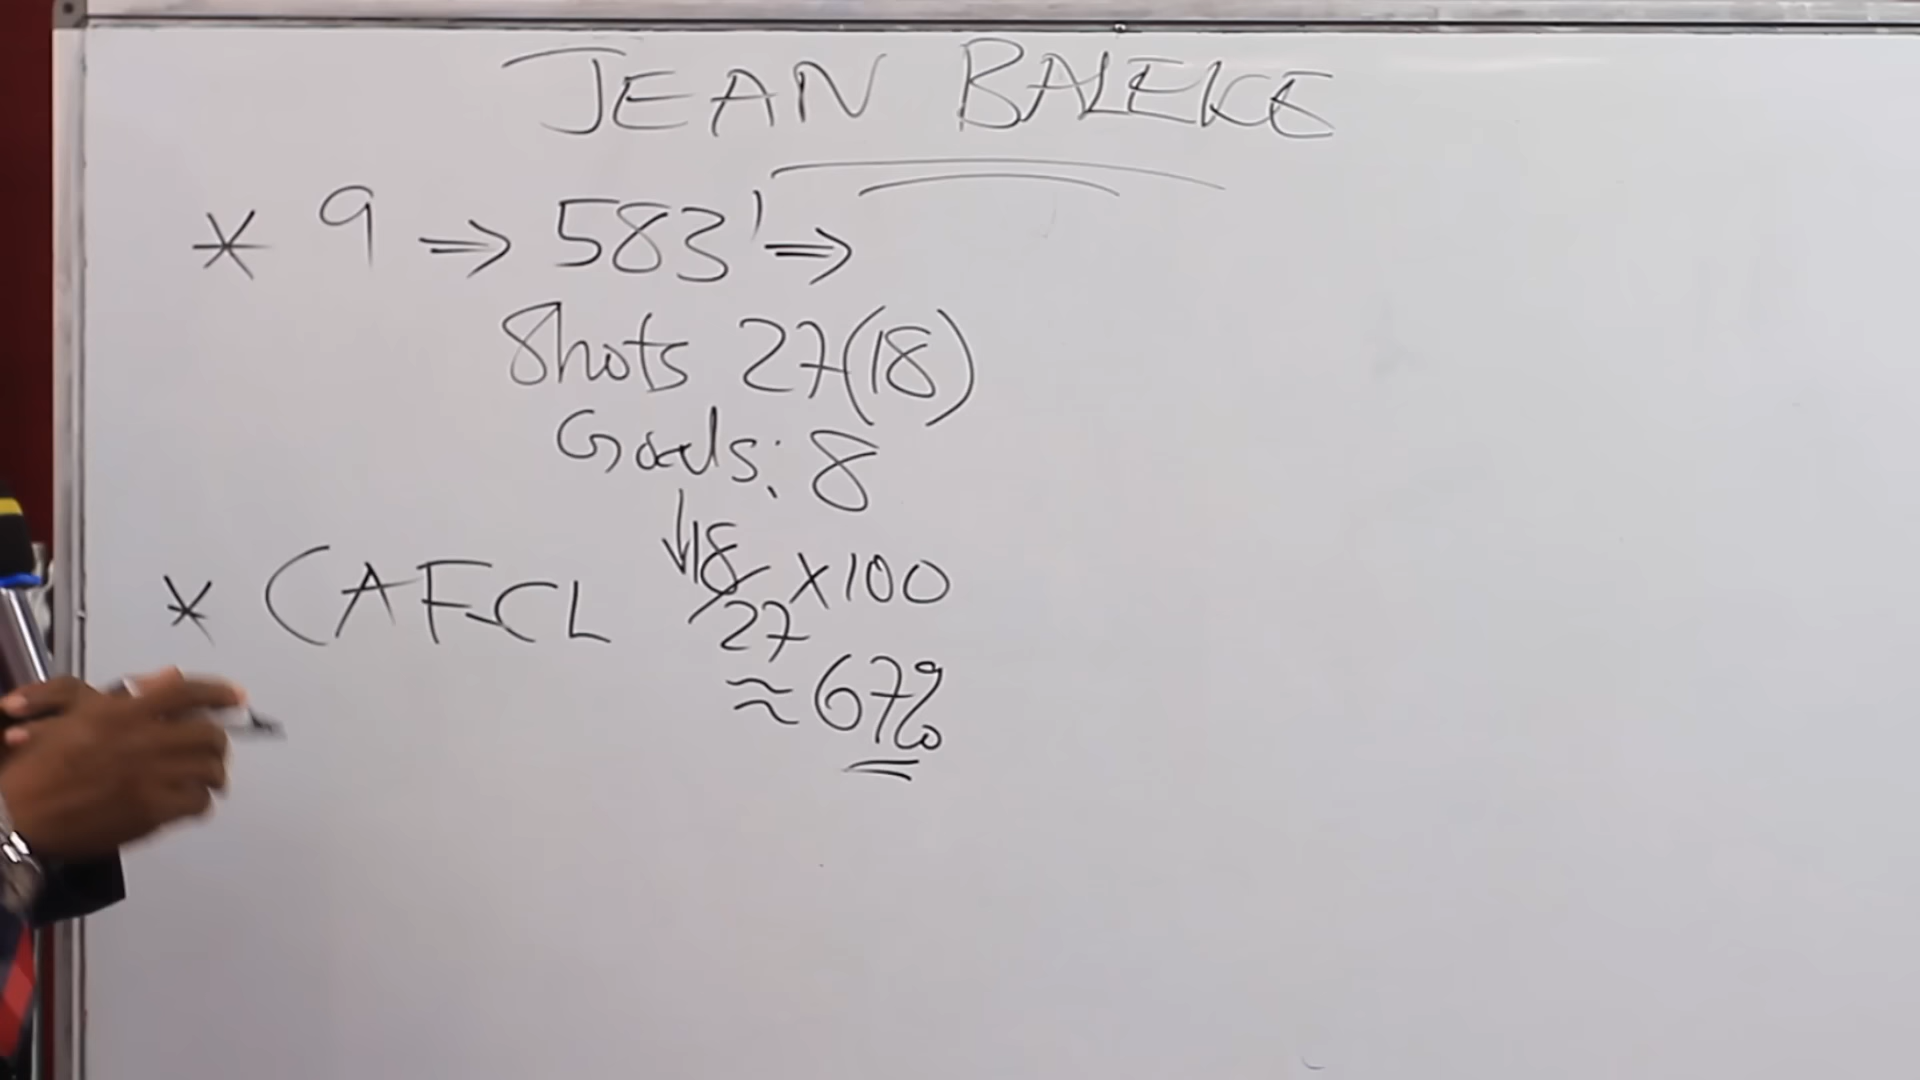 JEAN BALEKE
* 9 ⇒ 583' ⇒
Shots 27(18)
Goals: 8
↓ 18/27 ×100
* CAFCL
≈ 67%